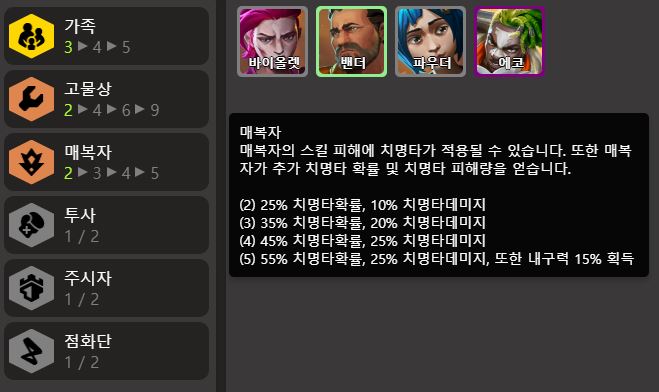 가족
3 ▶ 4 ▶ 5
고물상
2 ▶ 4 ▶ 6 ▶ 9
매복자
2 ▶ 3 ▶ 4 ▶ 5
투사
1 / 2
주시자
1 / 2
점화단
1 / 2
바이올렛 밴더 파우더 에코
매복자
매복자의 스킬 피해에 치명타가 적용될 수 있습니다. 또한 매복
자가 추가 치명타 확률 및 치명타 피해량을 얻습니다.
(2) 25% 치명타확률, 10% 치명타데미지
(3) 35% 치명타확률, 20% 치명타데미지
(4) 45% 치명타확률, 25% 치명타데미지
(5) 55% 치명타확률, 25% 치명타데미지, 또한 내구력 15% 획득